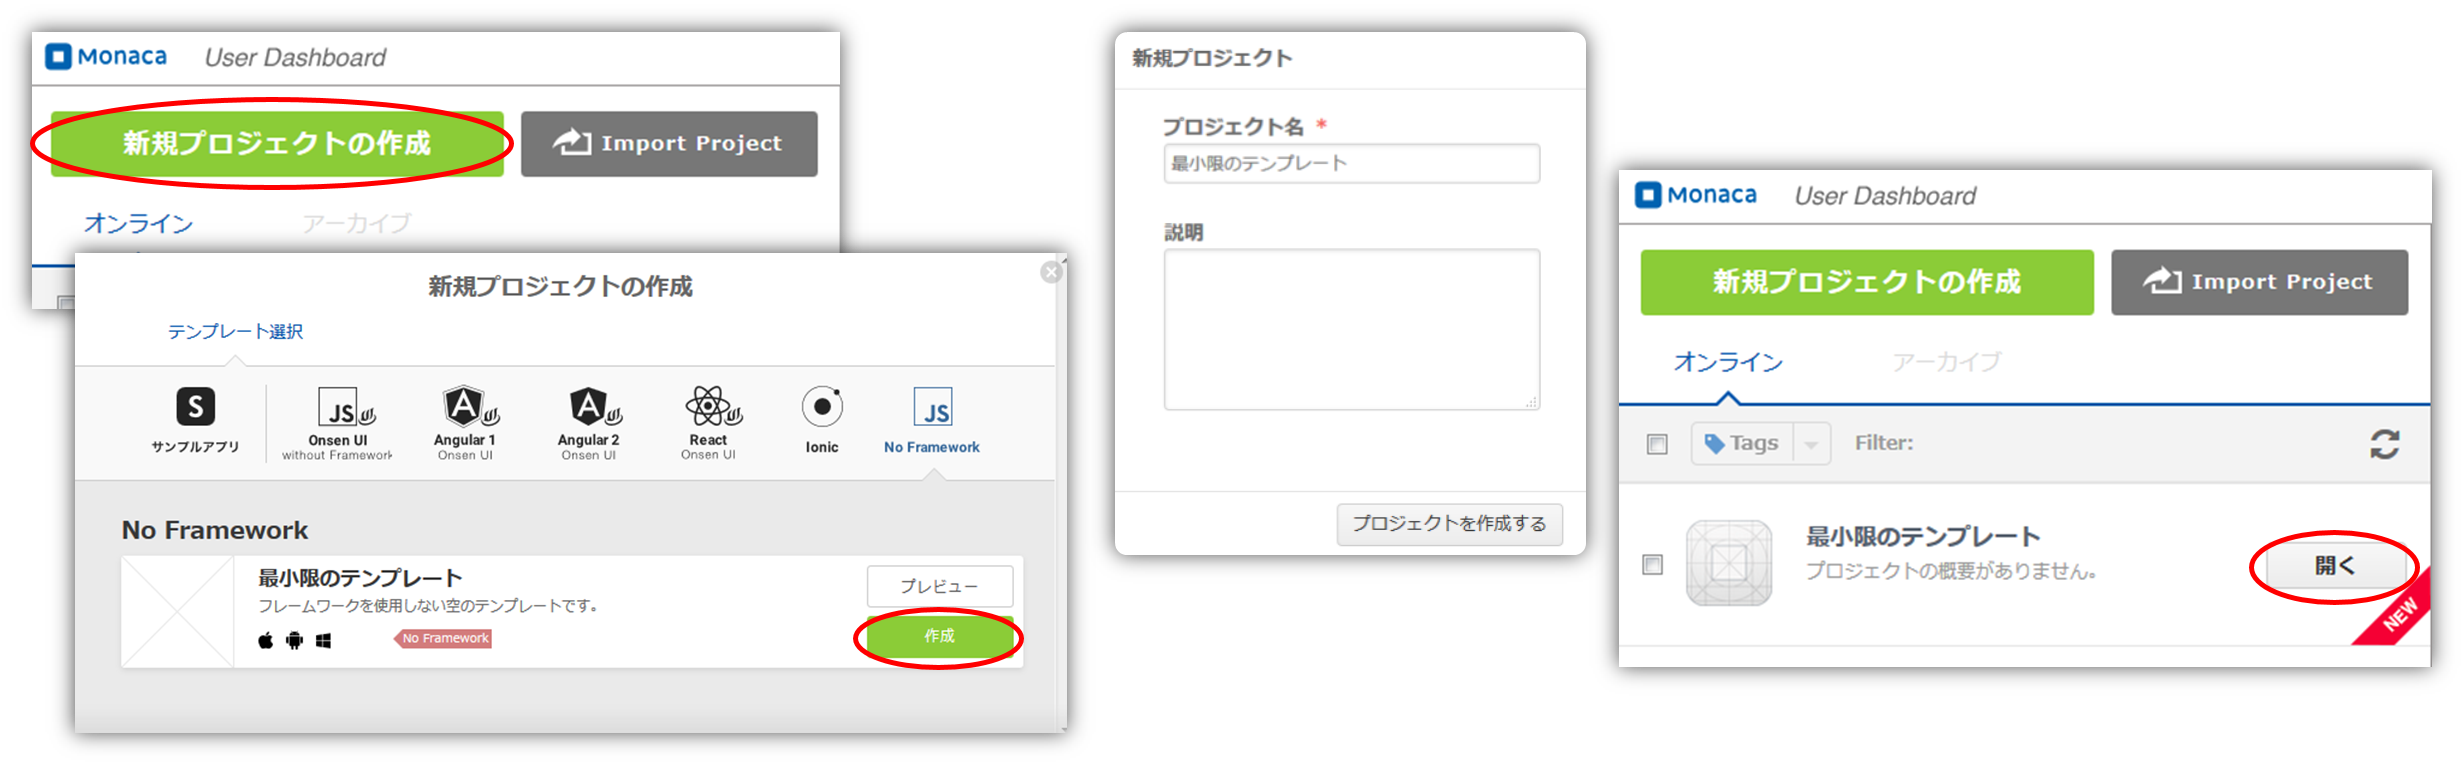 Monaca User Dashboard
新規プロジェクトの作成
Import Project
オンライン
アーカイブ
新規プロジェクトの作成
テンプレート選択
S
サンプルアプリ
JS
Onsen UI
without Framework
A
Angular 1
Onsen UI
A
Angular 2
Onsen UI
React
Onsen UI
Ionic
JS
No Framework
No Framework
最小限のテンプレート
フレームワークを使用しない空のテンプレートです。
No Framework
プレビュー
作成
新規プロジェクト
プロジェクト名 *
最小限のテンプレート
説明
プロジェクトを作成する
Monaca User Dashboard
新規プロジェクトの作成
Import Project
オンライン
アーカイブ
Tags
Filter:
最小限のテンプレート
プロジェクトの概要がありません。
開く
NEW